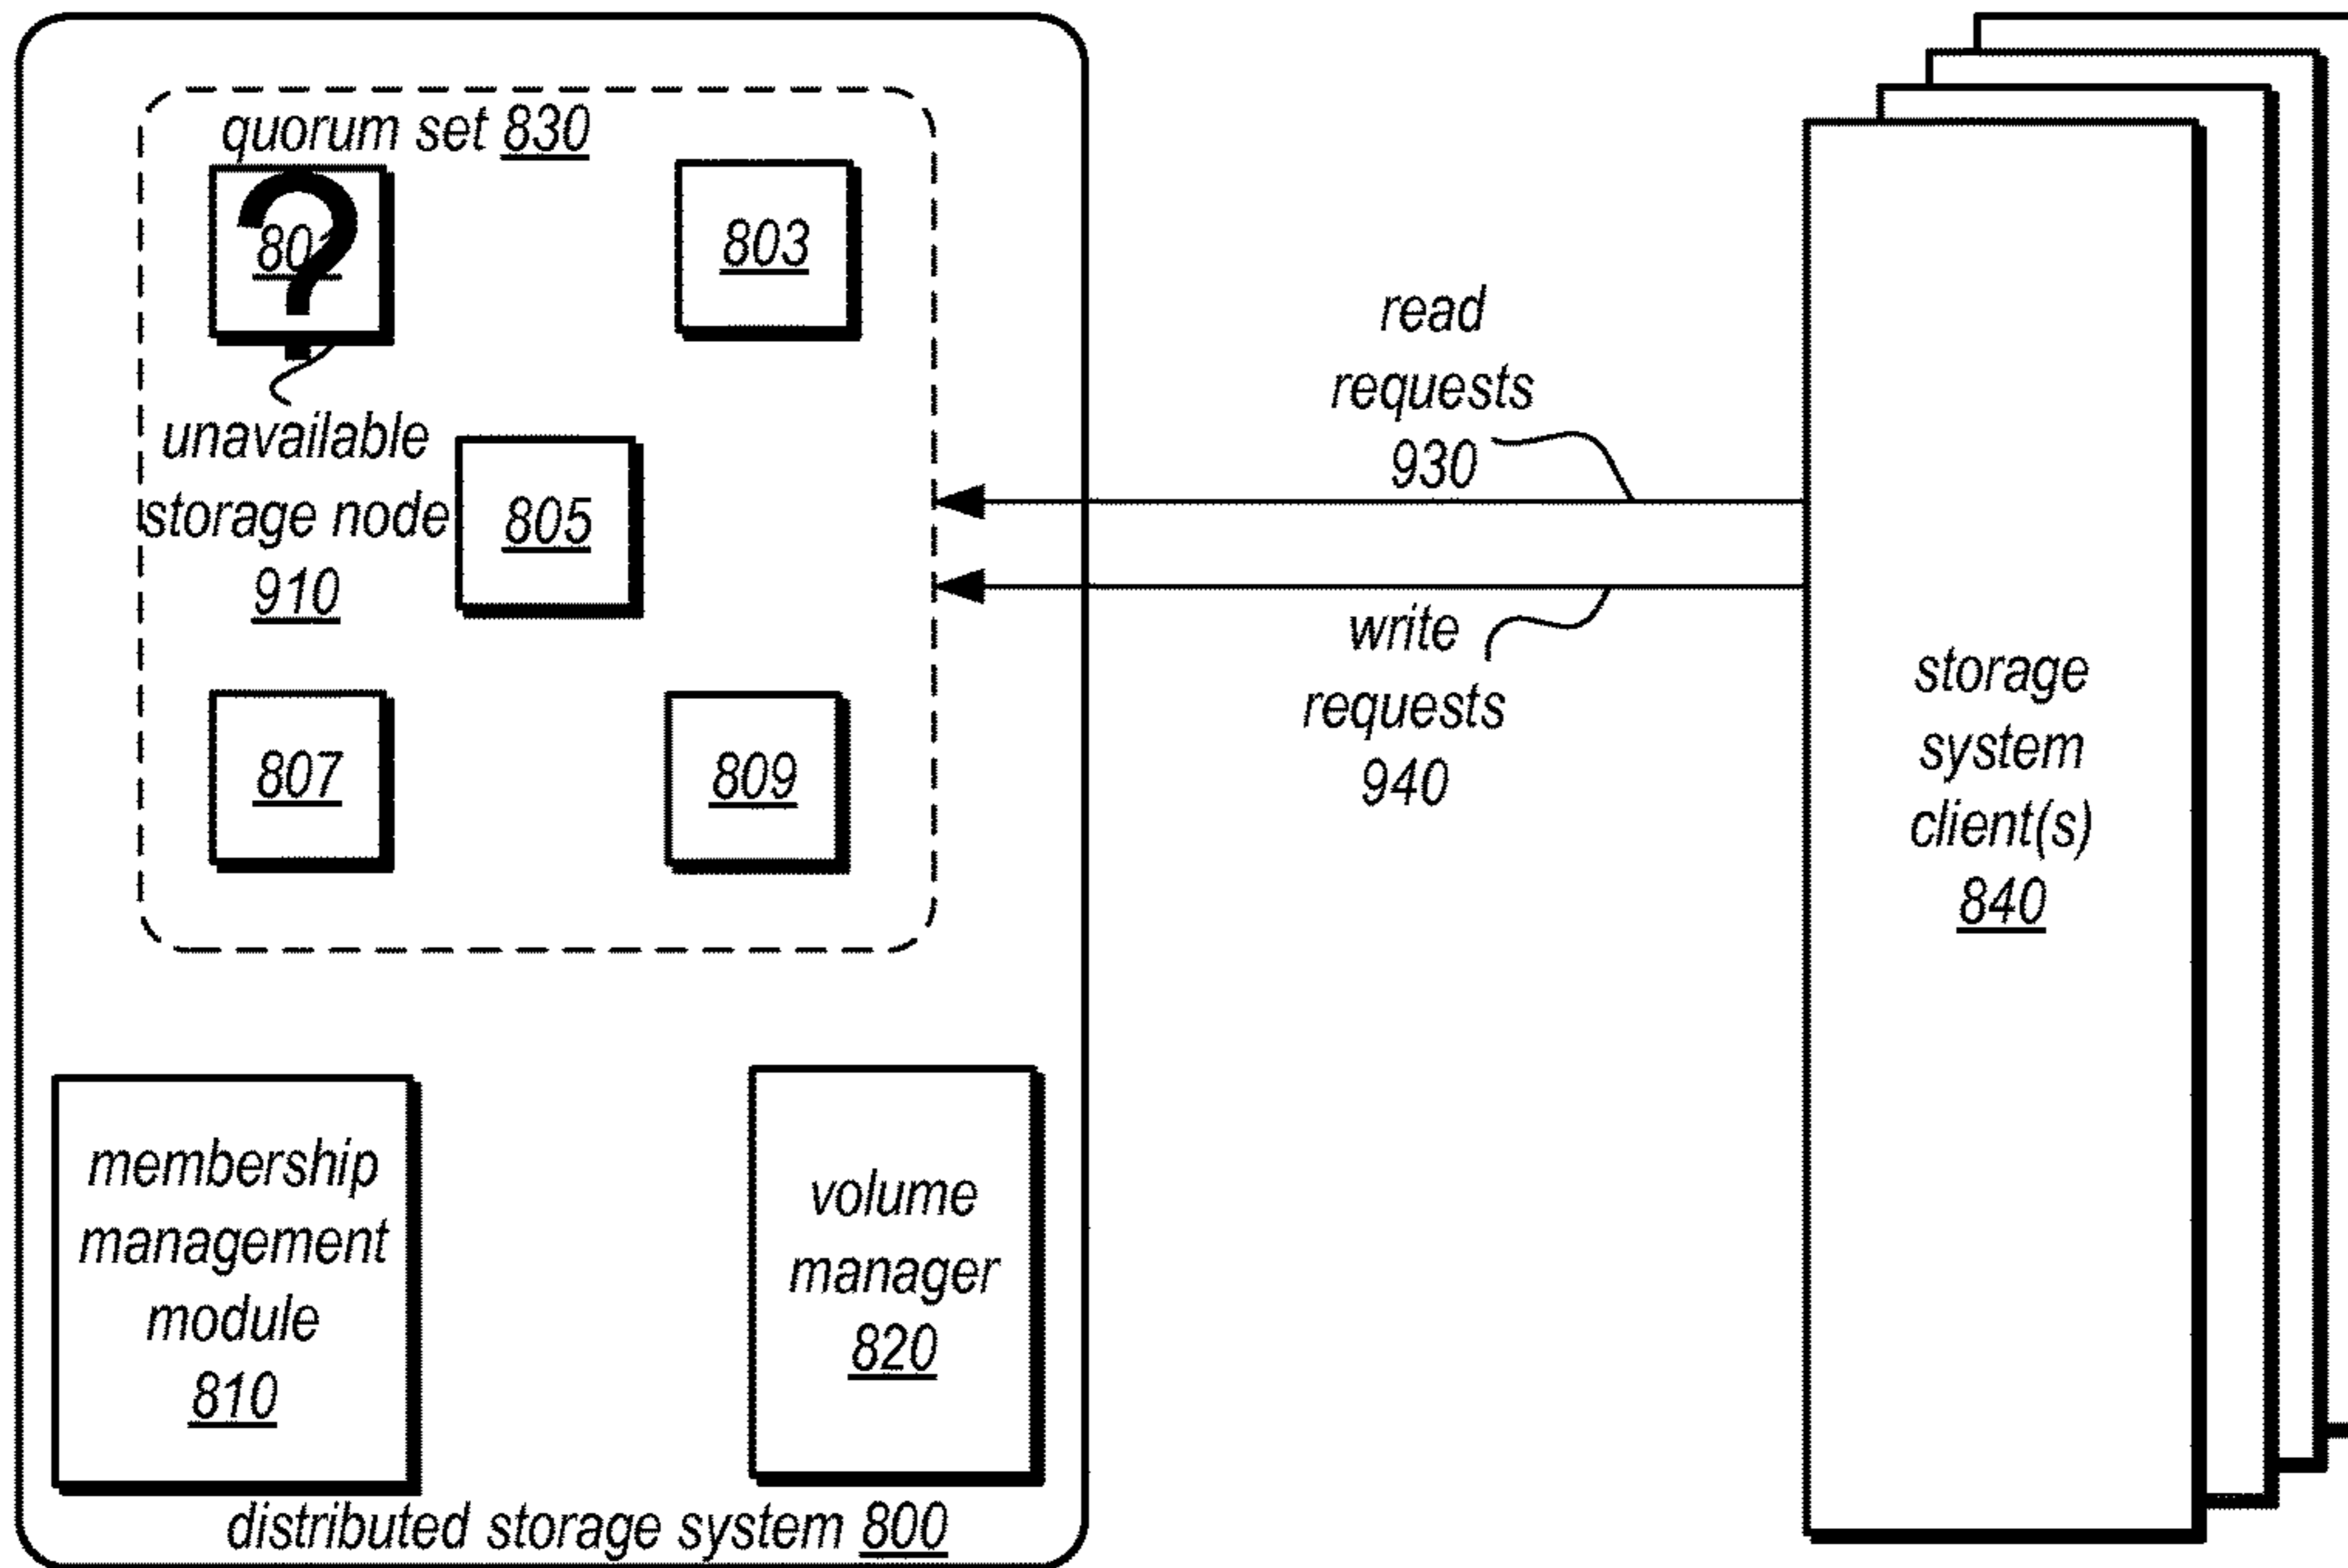 quorum set 830
?
803
unavailable
storage node
910
805
807
809
read
requests
930
write
requests
940
storage
system
client(s)
840
membership
management
module
810
volume
manager
820
distributed storage system 800